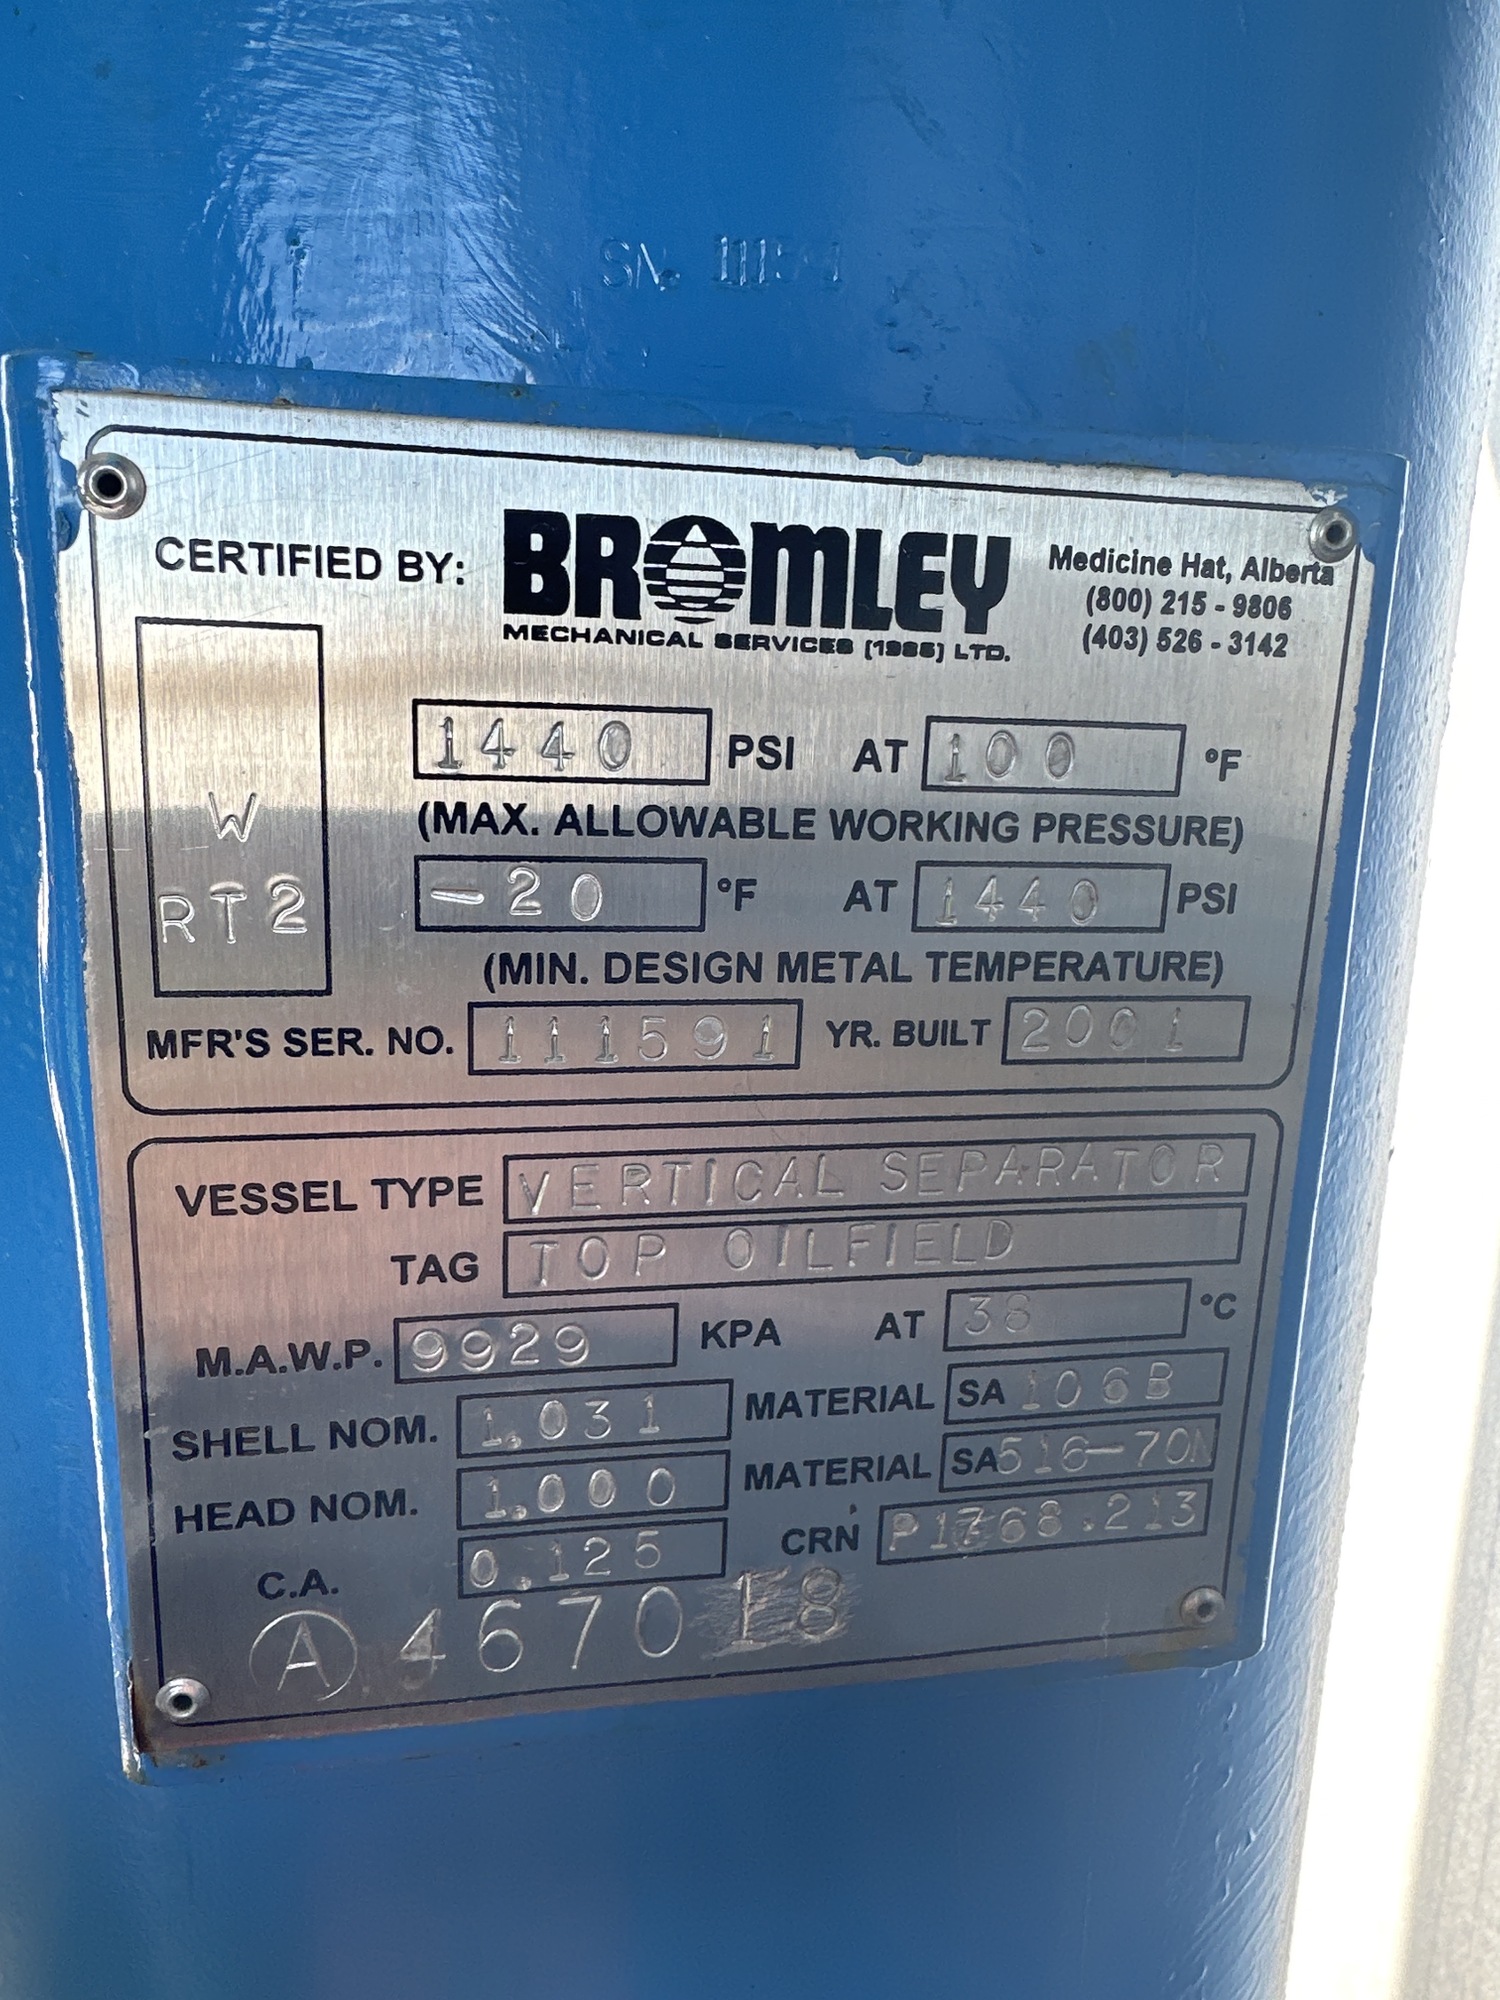 SN. 111591
CERTIFIED BY: BROMLEY
MECHANICAL SERVICES (1985) LTD.
Medicine Hat, Alberta
(800) 215 - 9806
(403) 526 - 3142
W
RT2
1440 PSI AT 100 °F
(MAX. ALLOWABLE WORKING PRESSURE)
-20 °F AT 1440 PSI
(MIN. DESIGN METAL TEMPERATURE)
MFR'S SER. NO. 111591 YR. BUILT 2001
VESSEL TYPE VERTICAL SEPARATOR
TAG TOP OILFIELD
M.A.W.P. 9929 KPA AT 38 °C
SHELL NOM. 1.031 MATERIAL SA 106B
HEAD NOM. 1.000 MATERIAL SA 516-70N
C.A. 0.125 CRN P1768.213
A 467018